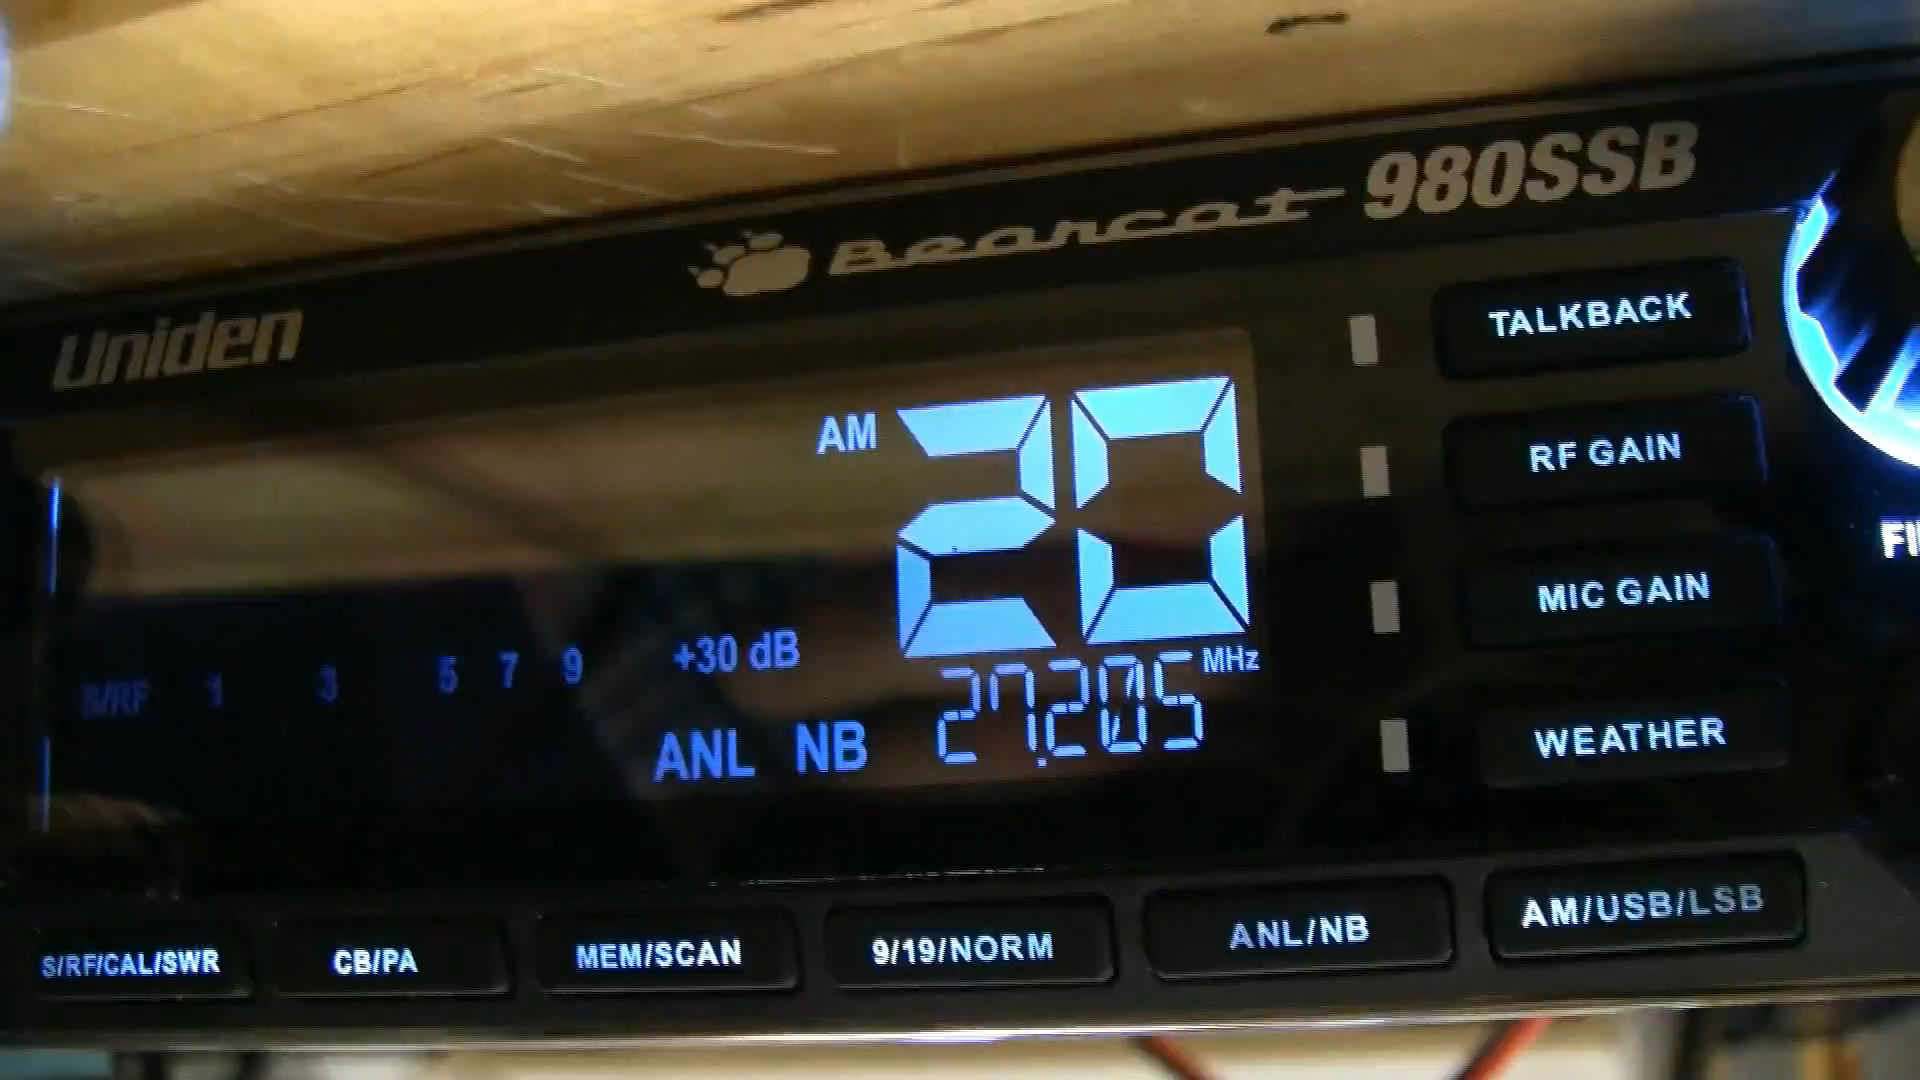 Uniden
Bearcat 980SSB
TALKBACK
AM 20
RF GAIN
MIC GAIN
S/RF 1 3 5 7 9 +30 dB
27.205 MHz
ANL NB
WEATHER
S/RF/CAL/SWR
CB/PA
MEM/SCAN
9/19/NORM
ANL/NB
AM/USB/LSB